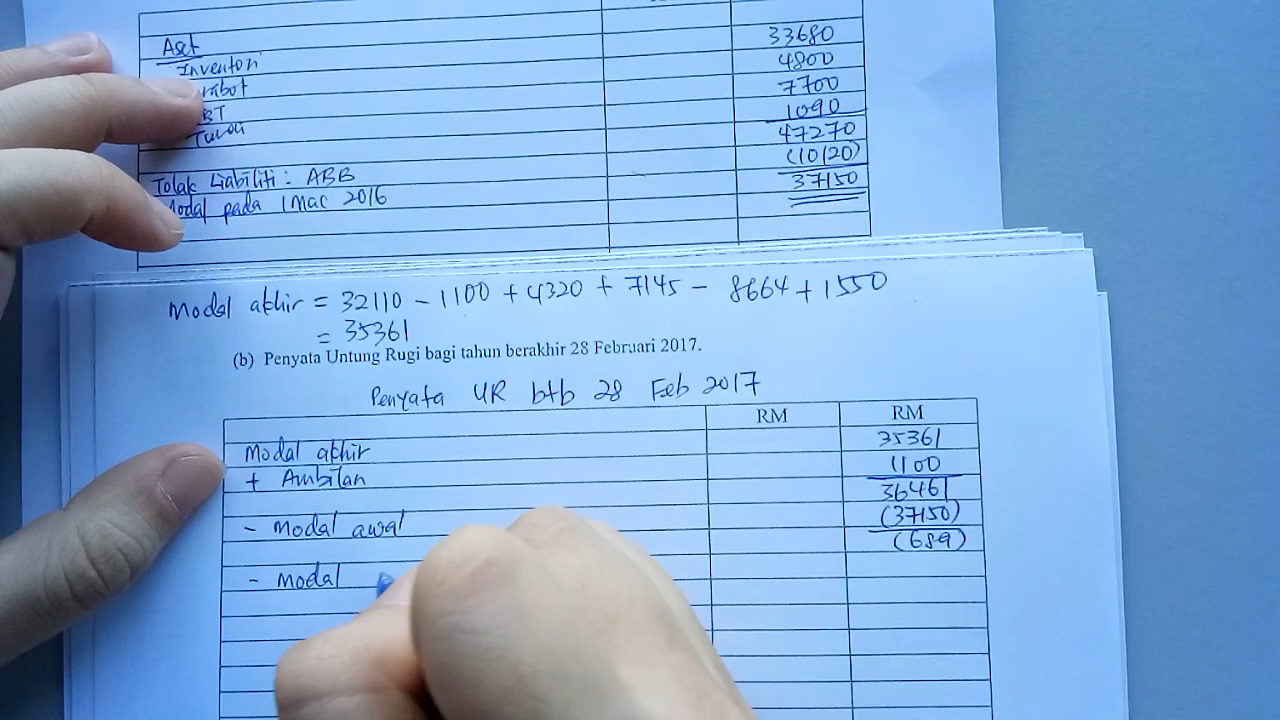 Aset 33680
Inventori 4800
rabot 7700
BT 1090
47270
(10120)
Tolak Liabiliti : ABB 37150
Modal pada 1 Mac 2016
Modal akhir = 32110 - 1100 + 4320 + 7145 - 8664 + 1550
= 35361
(b) Penyata Untung Rugi bagi tahun berakhir 28 Februari 2017.
Penyata UR btb 28 Feb 2017
RM RM
Modal akhir 35361
+ Ambilan 1100
36461
- Modal awal (37150)
(689)
- Modal